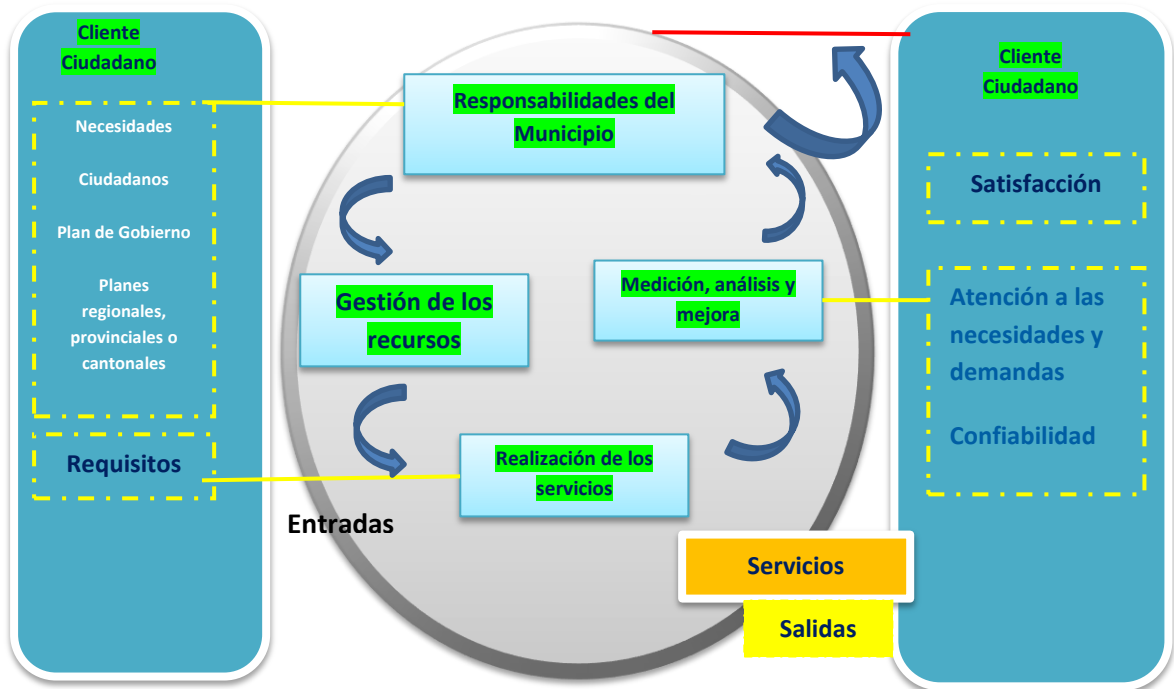 Cliente
Ciudadano
Necesidades
Ciudadanos
Plan de Gobierno
Planes
regionales,
provinciales o
cantonales
Requisitos
Responsabilidades del
Municipio
Gestión de los
recursos
Medición, análisis y
mejora
Realización de los
servicios
Entradas
Servicios
Salidas
Cliente
Ciudadano
Satisfacción
Atención a las
necesidades y
demandas
Confiabilidad